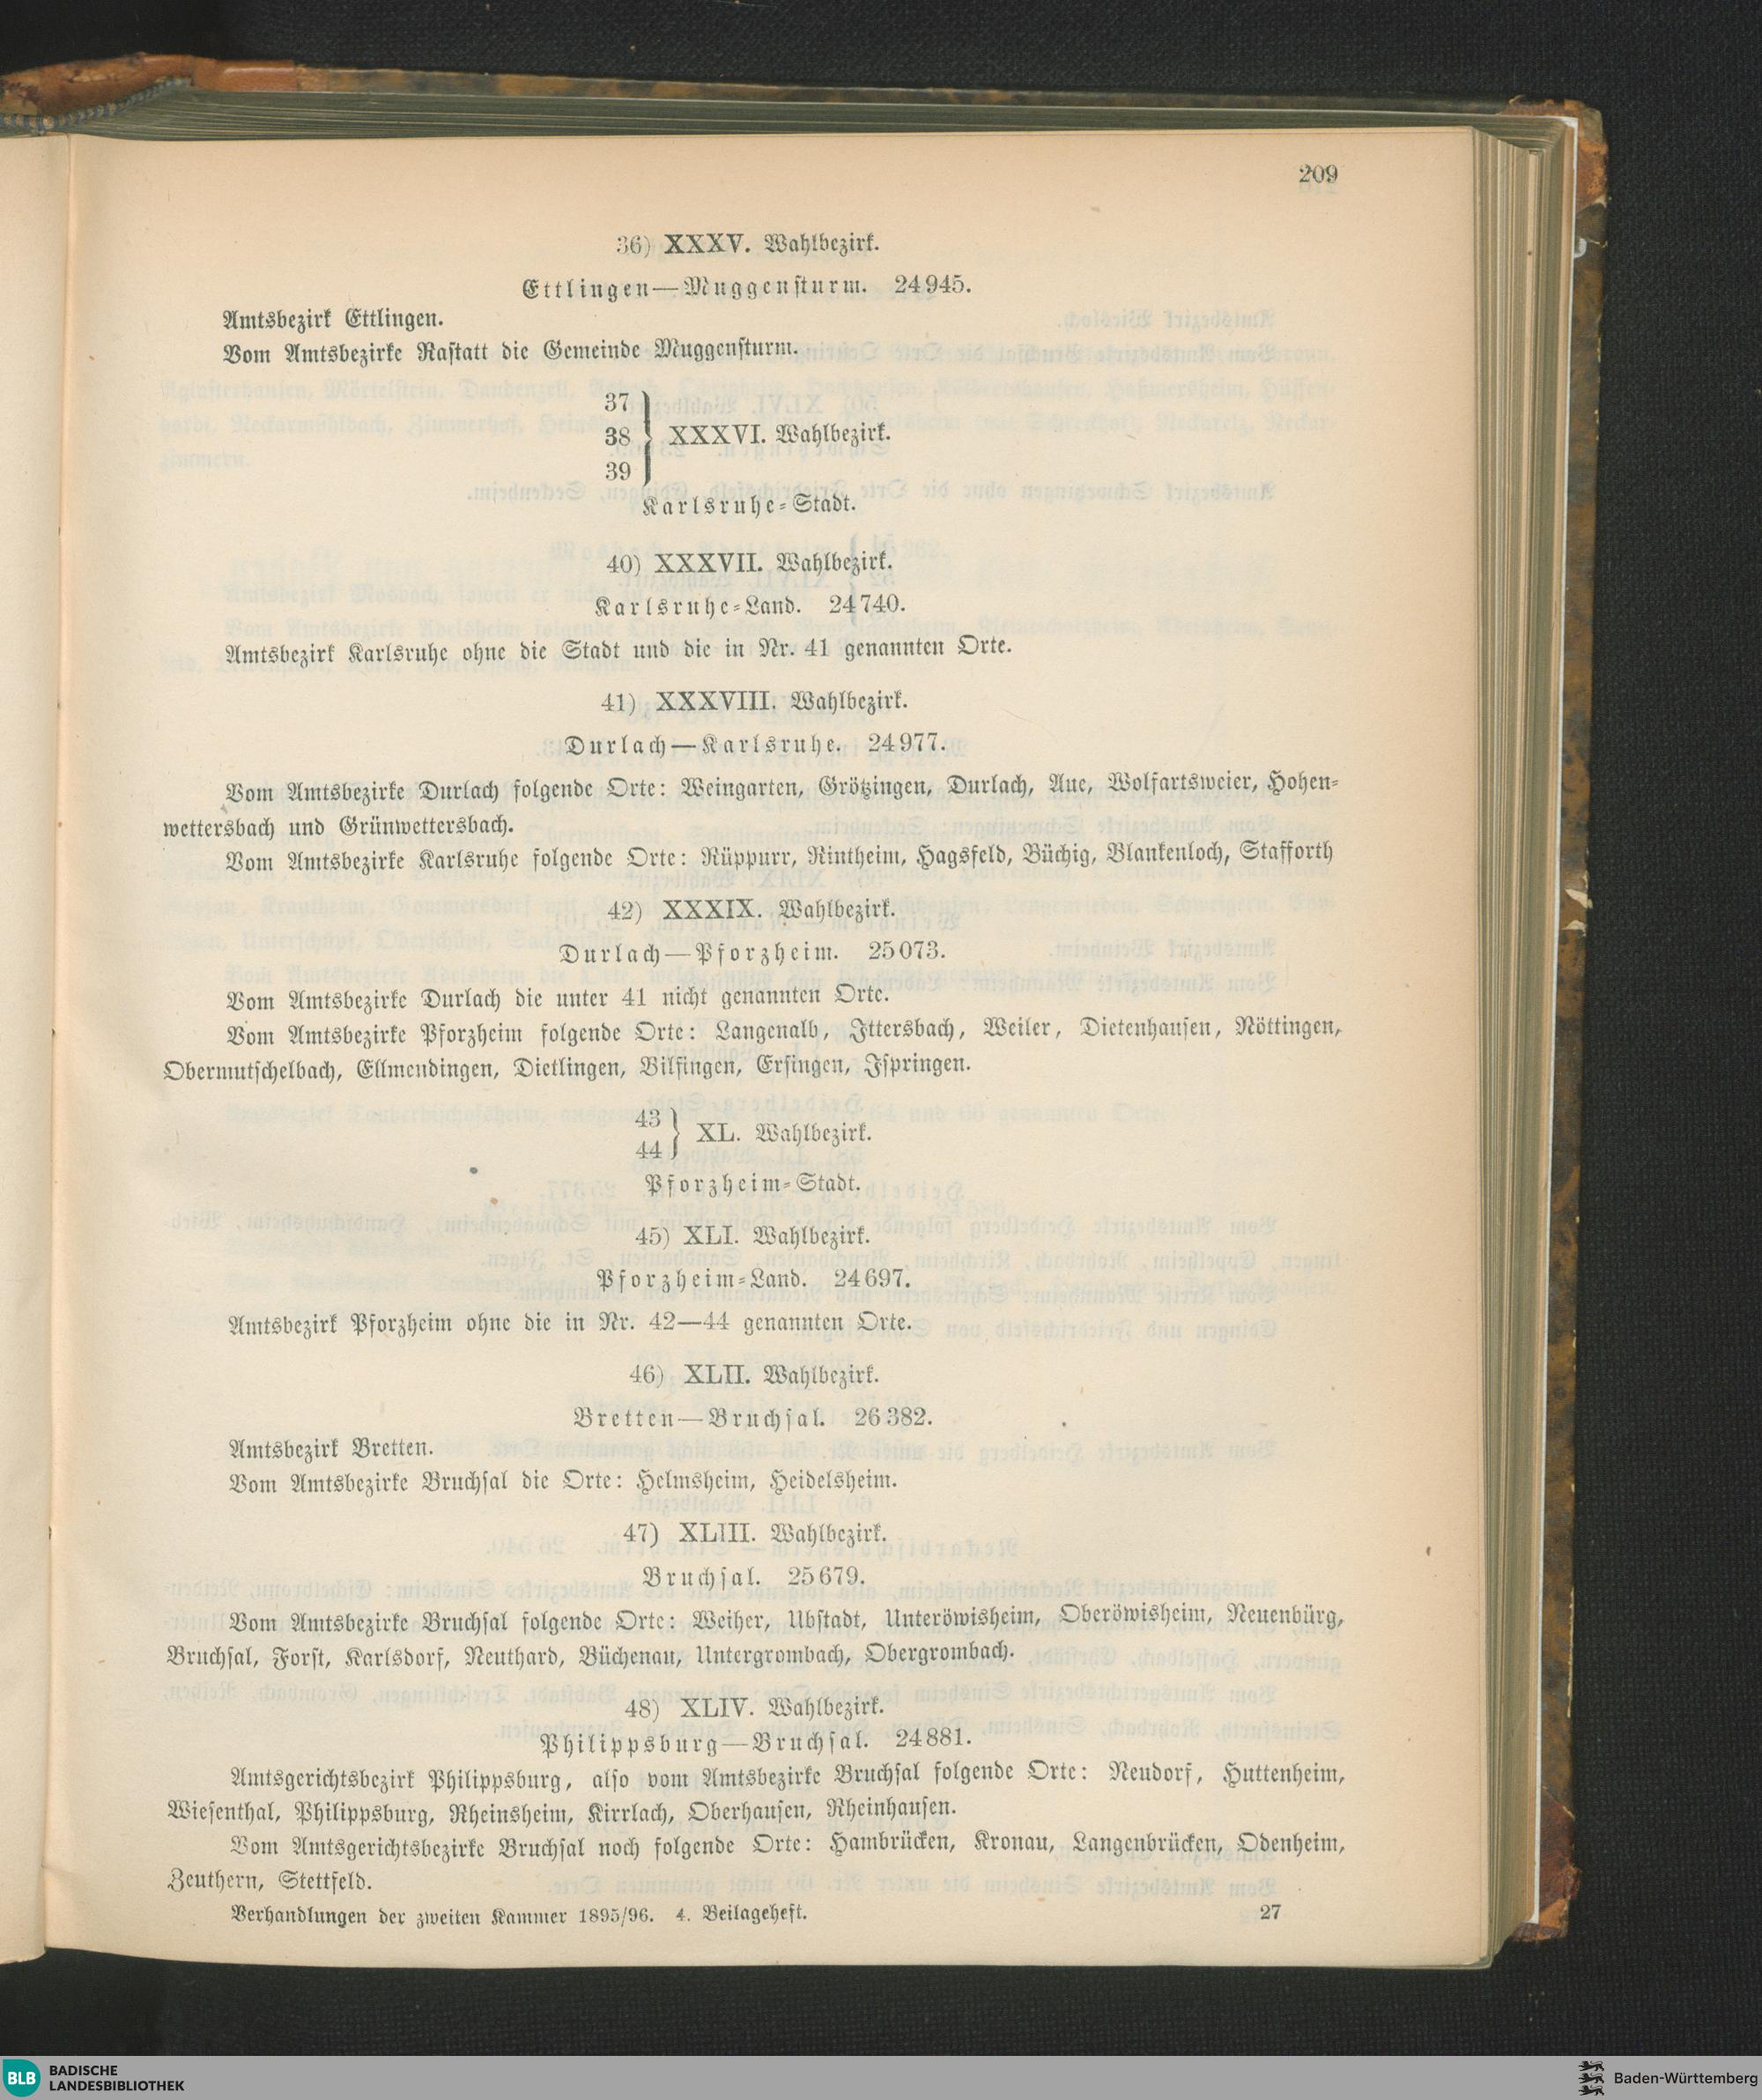 209
36) XXXV. Wahlbezirk.
Ettlingen—Muggensturm. 24945.
Amtsbezirk Ettlingen.
Vom Amtsbezirke Rastatt die Gemeinde Muggensturm.
37
38 } XXXVI. Wahlbezirk.
39
Karlsruhe-Stadt.
40) XXXVII. Wahlbezirk.
Karlsruhe-Land. 24740.
Amtsbezirk Karlsruhe ohne die Stadt und die in Nr. 41 genannten Orte.
41) XXXVIII. Wahlbezirk.
Durlach—Karlsruhe. 24977.
Vom Amtsbezirke Durlach folgende Orte: Weingarten, Grötzingen, Durlach, Aue, Wolfartsweier, Hohen-
wettersbach und Grünwettersbach.
Vom Amtsbezirke Karlsruhe folgende Orte: Rüppurr, Rintheim, Hagsfeld, Büchig, Blankenloch, Stafforth
42) XXXIX. Wahlbezirk.
Durlach—Pforzheim. 25073.
Vom Amtsbezirke Durlach die unter 41 nicht genannten Orte.
Vom Amtsbezirke Pforzheim folgende Orte: Langenalb, Ittersbach, Weiler, Dietenhausen, Nöttingen,
Obermutschelbach, Ellmendingen, Dietlingen, Bilfingen, Ersingen, Ispringen.
43
44 } XL. Wahlbezirk.
Pforzheim-Stadt.
45) XLI. Wahlbezirk.
Pforzheim-Land. 24697.
Amtsbezirk Pforzheim ohne die in Nr. 42—44 genannten Orte.
46) XLII. Wahlbezirk.
Bretten—Bruchsal. 26382.
Amtsbezirk Bretten.
Vom Amtsbezirke Bruchsal die Orte: Helmsheim, Heidelsheim.
47) XLIII. Wahlbezirk.
Bruchsal. 25679.
Vom Amtsbezirke Bruchsal folgende Orte: Weiher, Ubstadt, Unteröwisheim, Oberöwisheim, Neuenbürg,
Bruchsal, Forst, Karlsdorf, Neuthard, Büchenau, Untergrombach, Obergrombach.
48) XLIV. Wahlbezirk.
Philippsburg—Bruchsal. 24881.
Amtsgerichtsbezirk Philippsburg, also vom Amtsbezirke Bruchsal folgende Orte: Neudorf, Huttenheim,
Wiesenthal, Philippsburg, Rheinsheim, Kirrlach, Oberhausen, Rheinhausen.
Vom Amtsgerichtsbezirke Bruchsal noch folgende Orte: Hambrücken, Kronau, Langenbrücken, Odenheim,
Zeuthern, Stettfeld.
Verhandlungen der zweiten Kammer 1895/96. 4. Beilageheft. 27
BLB BADISCHE
LANDESBIBLIOTHEK
Baden-Württemberg